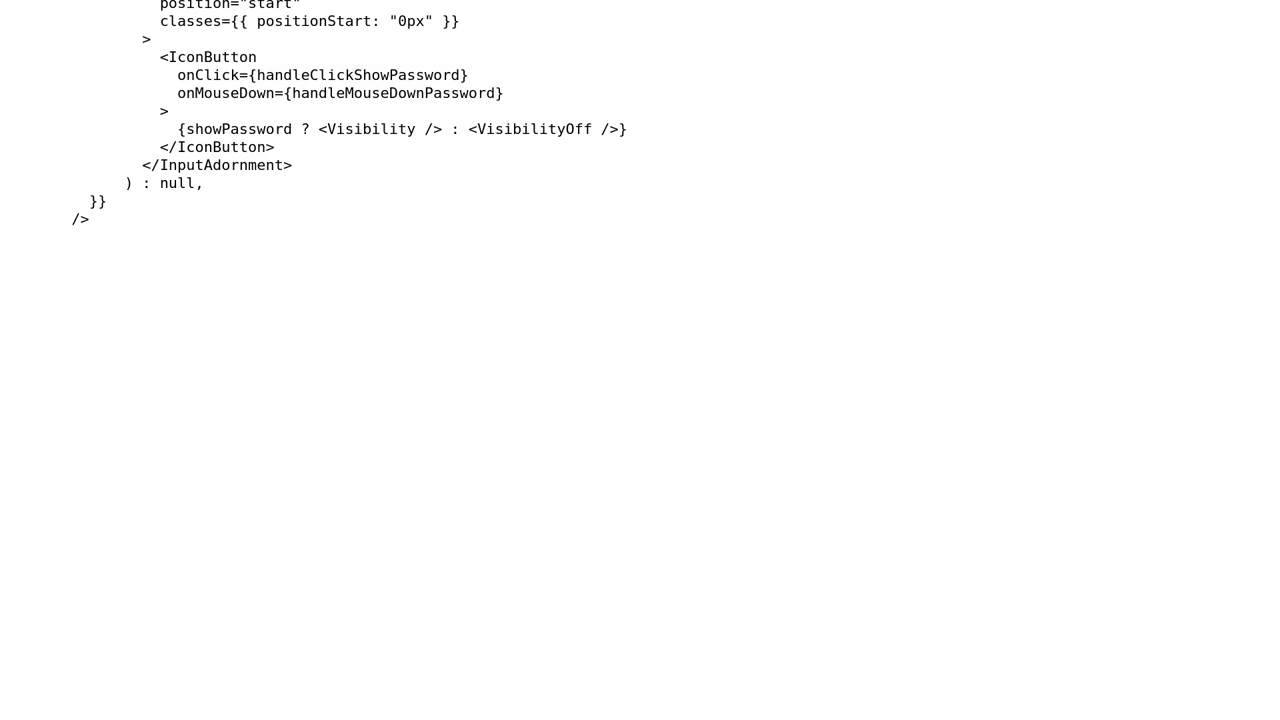 position="start"
classes={{ positionStart: "0px" }}
>
<IconButton
onClick={handleClickShowPassword}
onMouseDown={handleMouseDownPassword}
>
{showPassword ? <Visibility /> : <VisibilityOff />}
</IconButton>
</InputAdornment>
) : null,
}}
/>